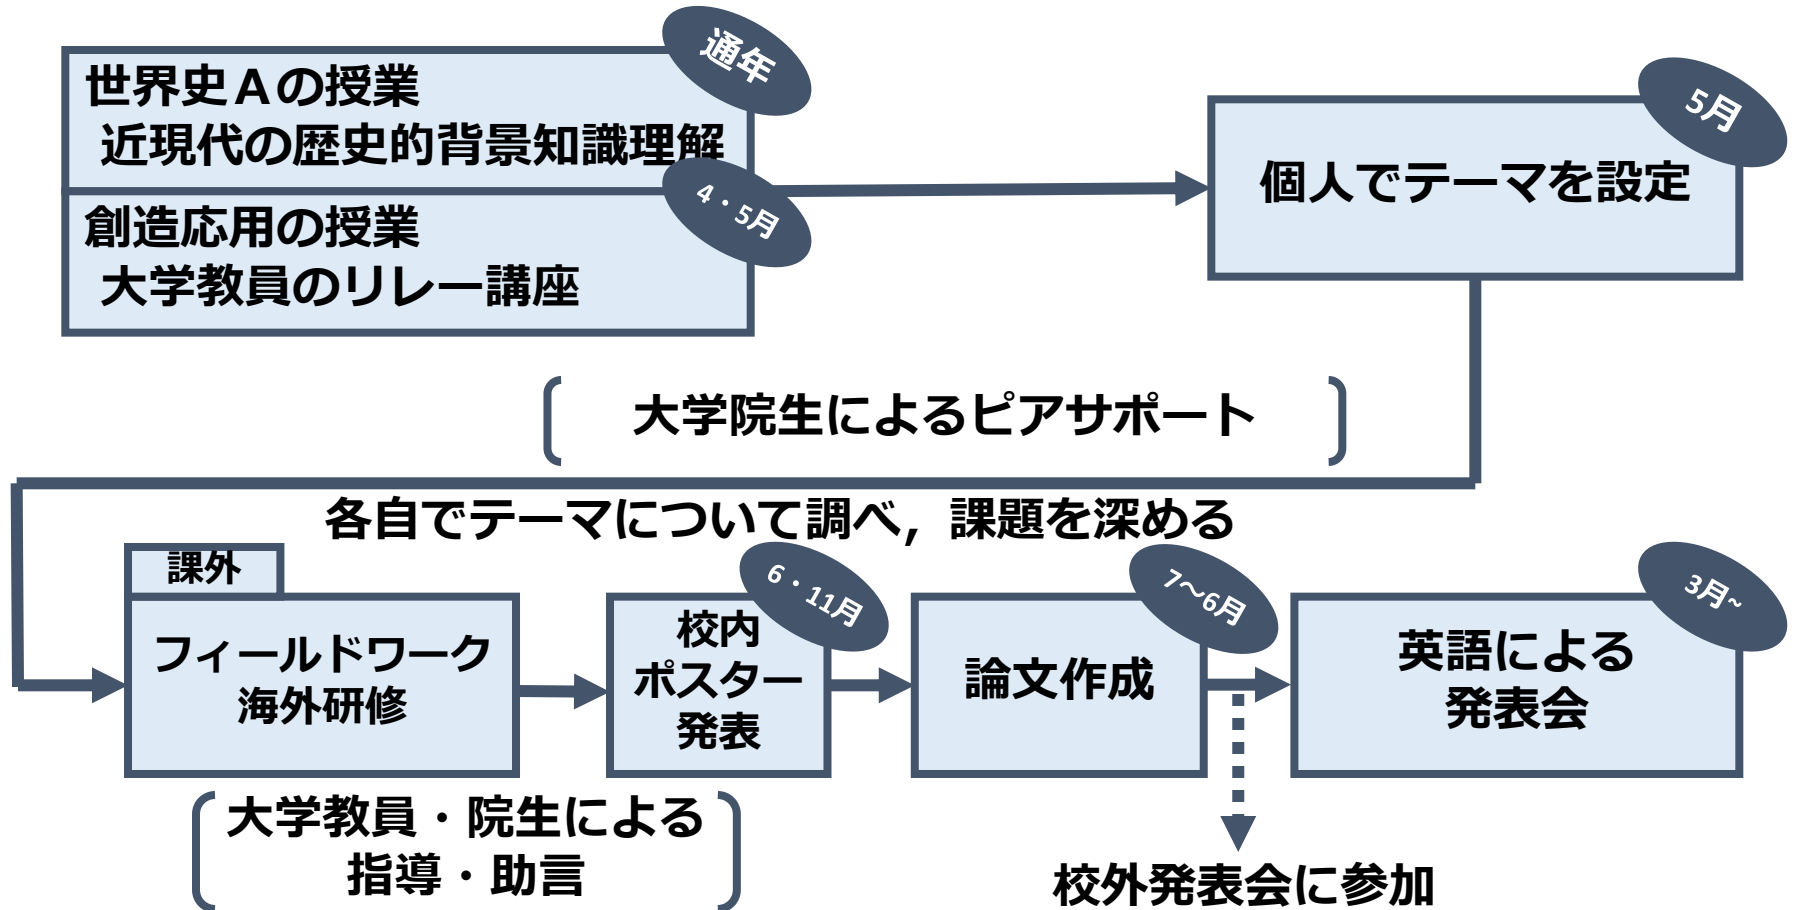 通年
世界史Ａの授業
近現代の歴史的背景知識理解
4・5月
創造応用の授業
大学教員のリレー講座
5月
個人でテーマを設定
大学院生によるピアサポート
各自でテーマについて調べ，課題を深める
課外
フィールドワーク
海外研修
6・11月
校内
ポスター
発表
7～6月
論文作成
3月~
英語による
発表会
大学教員・院生による
指導・助言
校外発表会に参加